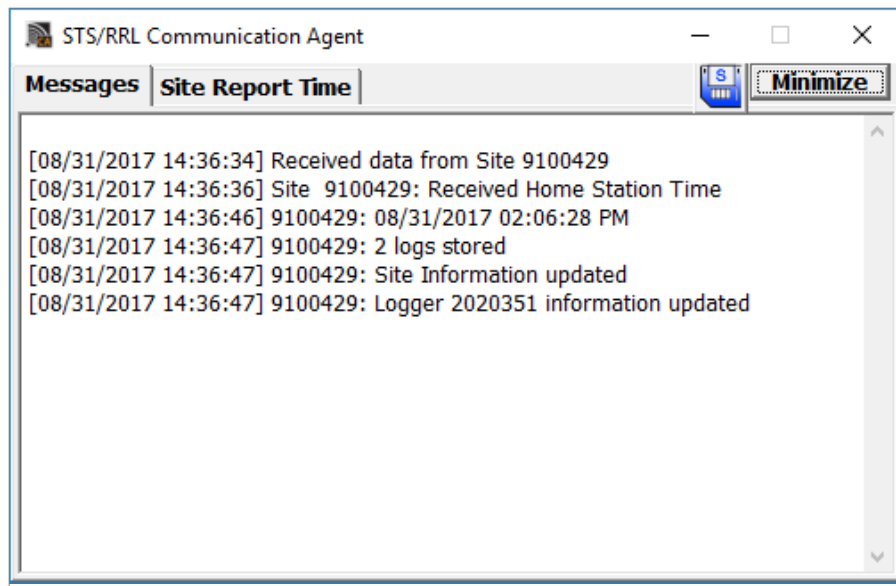 STS/RRL Communication Agent
Messages Site Report Time S Minimize
[08/31/2017 14:36:34] Received data from Site 9100429
[08/31/2017 14:36:36] Site  9100429: Received Home Station Time
[08/31/2017 14:36:46] 9100429: 08/31/2017 02:06:28 PM
[08/31/2017 14:36:47] 9100429: 2 logs stored
[08/31/2017 14:36:47] 9100429: Site Information updated
[08/31/2017 14:36:47] 9100429: Logger 2020351 information updated